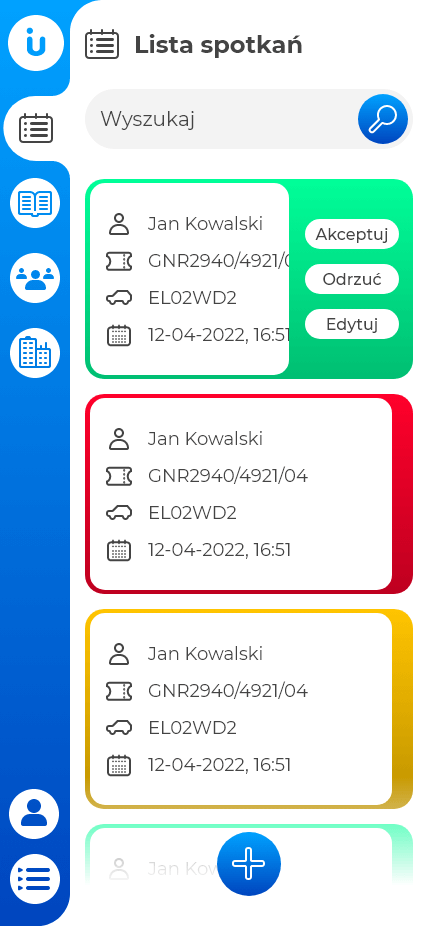 iu
Lista spotkań
Wyszukaj
Jan Kowalski
GNR2940/4921/0
EL02WD2
12-04-2022, 16:51
Akceptuj
Odrzuć
Edytuj
Jan Kowalski
GNR2940/4921/04
EL02WD2
12-04-2022, 16:51
Jan Kowalski
GNR2940/4921/04
EL02WD2
12-04-2022, 16:51
Jan Kow